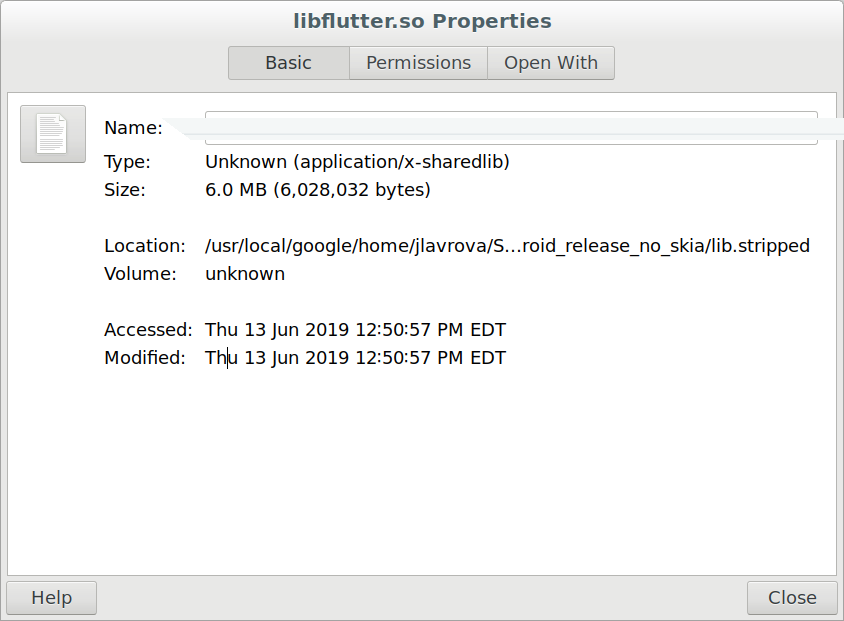 libflutter.so Properties
Basic Permissions Open With
Name:
Type: Unknown (application/x-sharedlib)
Size: 6.0 MB (6,028,032 bytes)
Location: /usr/local/google/home/jlavrova/S...roid_release_no_skia/lib.stripped
Volume: unknown
Accessed: Thu 13 Jun 2019 12:50:57 PM EDT
Modified: Thu 13 Jun 2019 12:50:57 PM EDT
Help Close